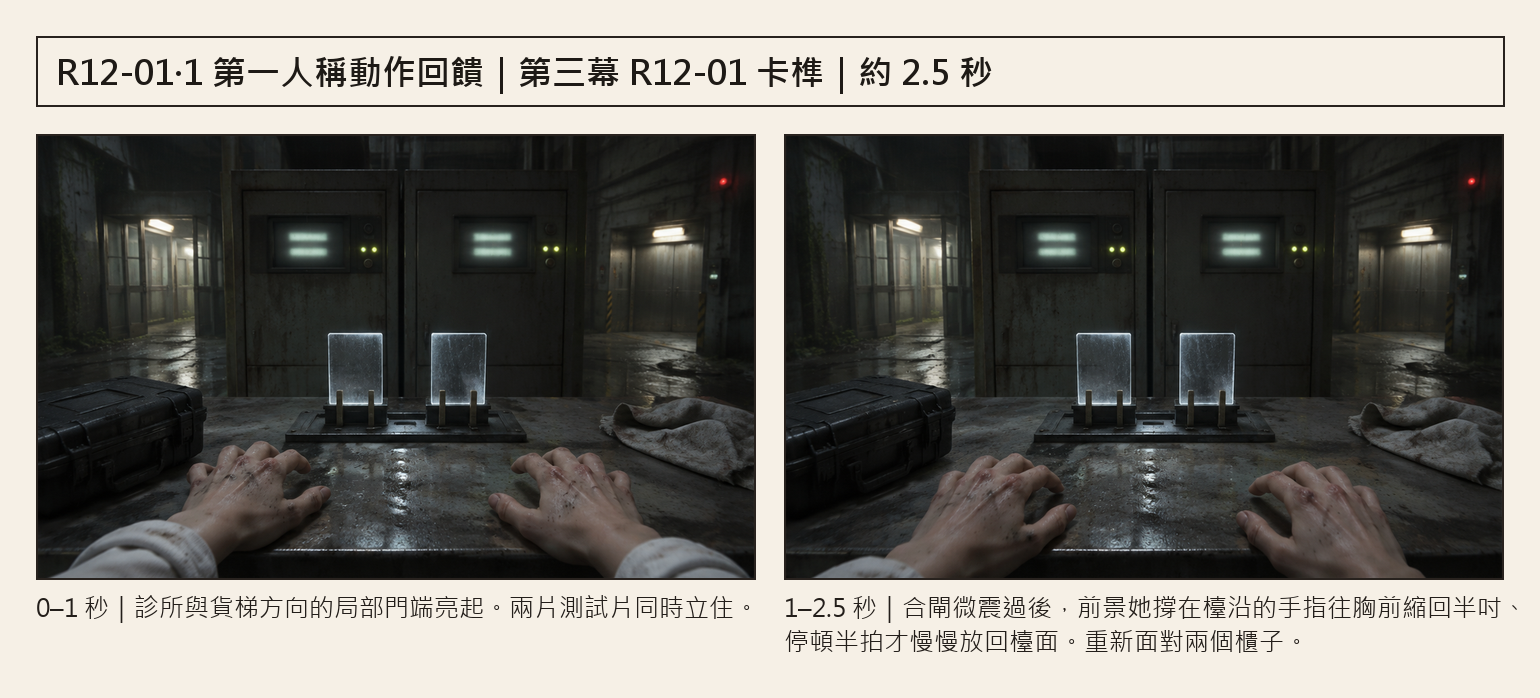 R12-01·1 第一人稱動作回饋｜第三幕 R12-01 卡榫｜約 2.5 秒
0–1 秒｜診所與貨梯方向的局部門端亮起。兩片測試片同時立住。
1–2.5 秒｜合閘微震過後，前景她撐在檯沿的手指往胸前縮回半吋、
停頓半拍才慢慢放回檯面。重新面對兩個櫃子。